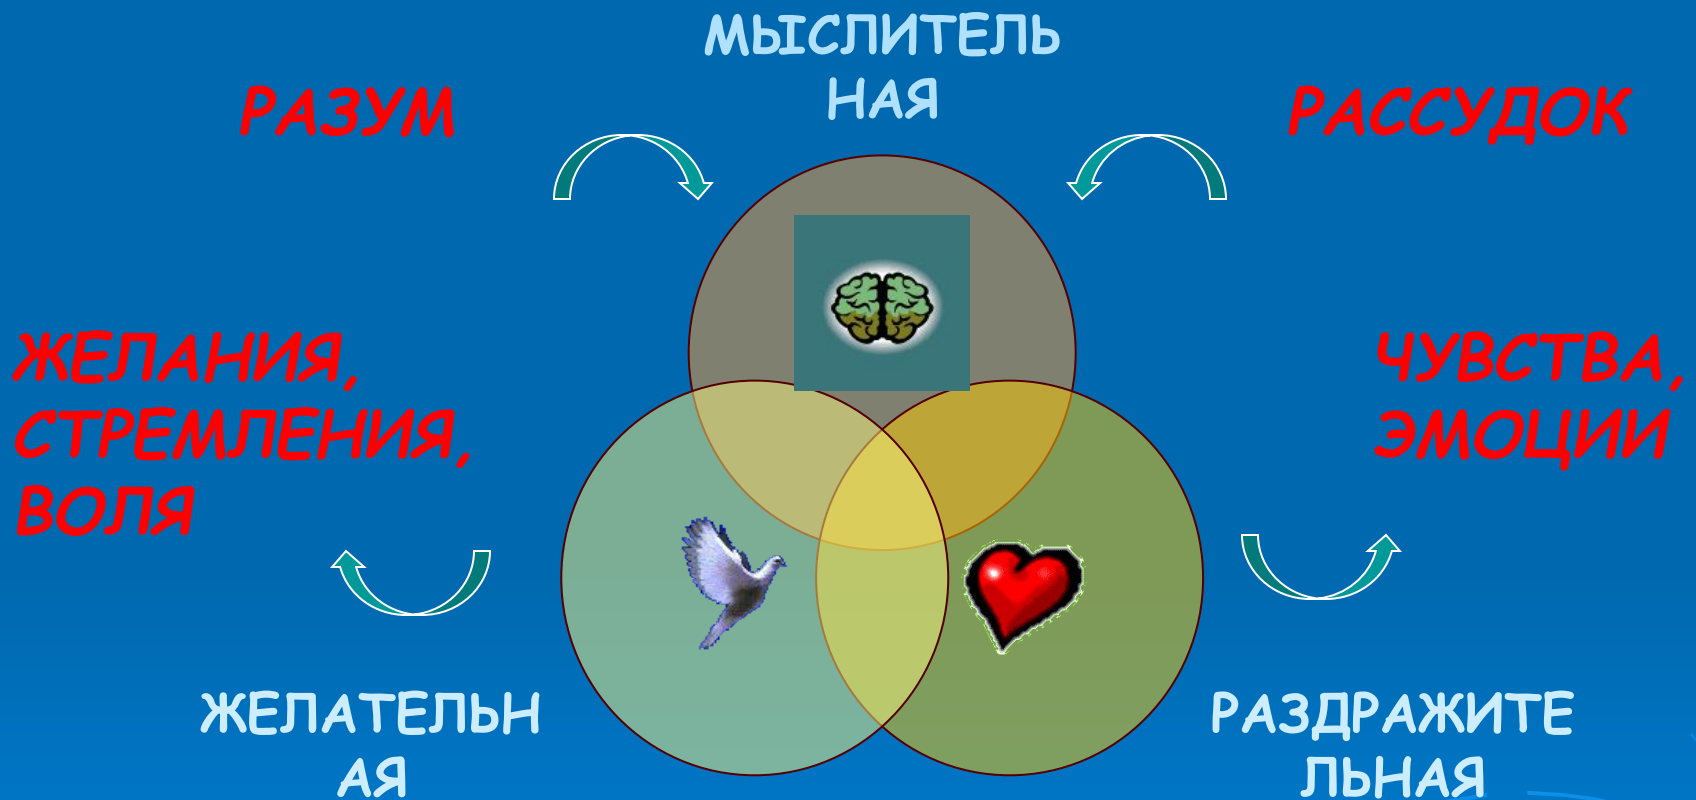 МЫСЛИТЕЛЬ
НАЯ
РАЗУМ
РАССУДОК
ЖЕЛАНИЯ,
СТРЕМЛЕНИЯ,
ВОЛЯ
ЧУВСТВА,
ЭМОЦИИ
ЖЕЛАТЕЛЬН
АЯ
РАЗДРАЖИТЕ
ЛЬНАЯ